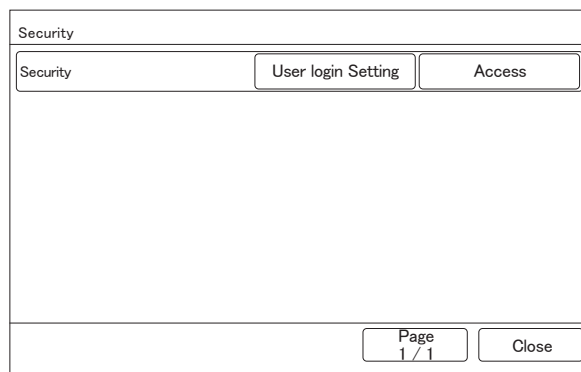 Security
Security User login Setting Access
Page
1 / 1
Close